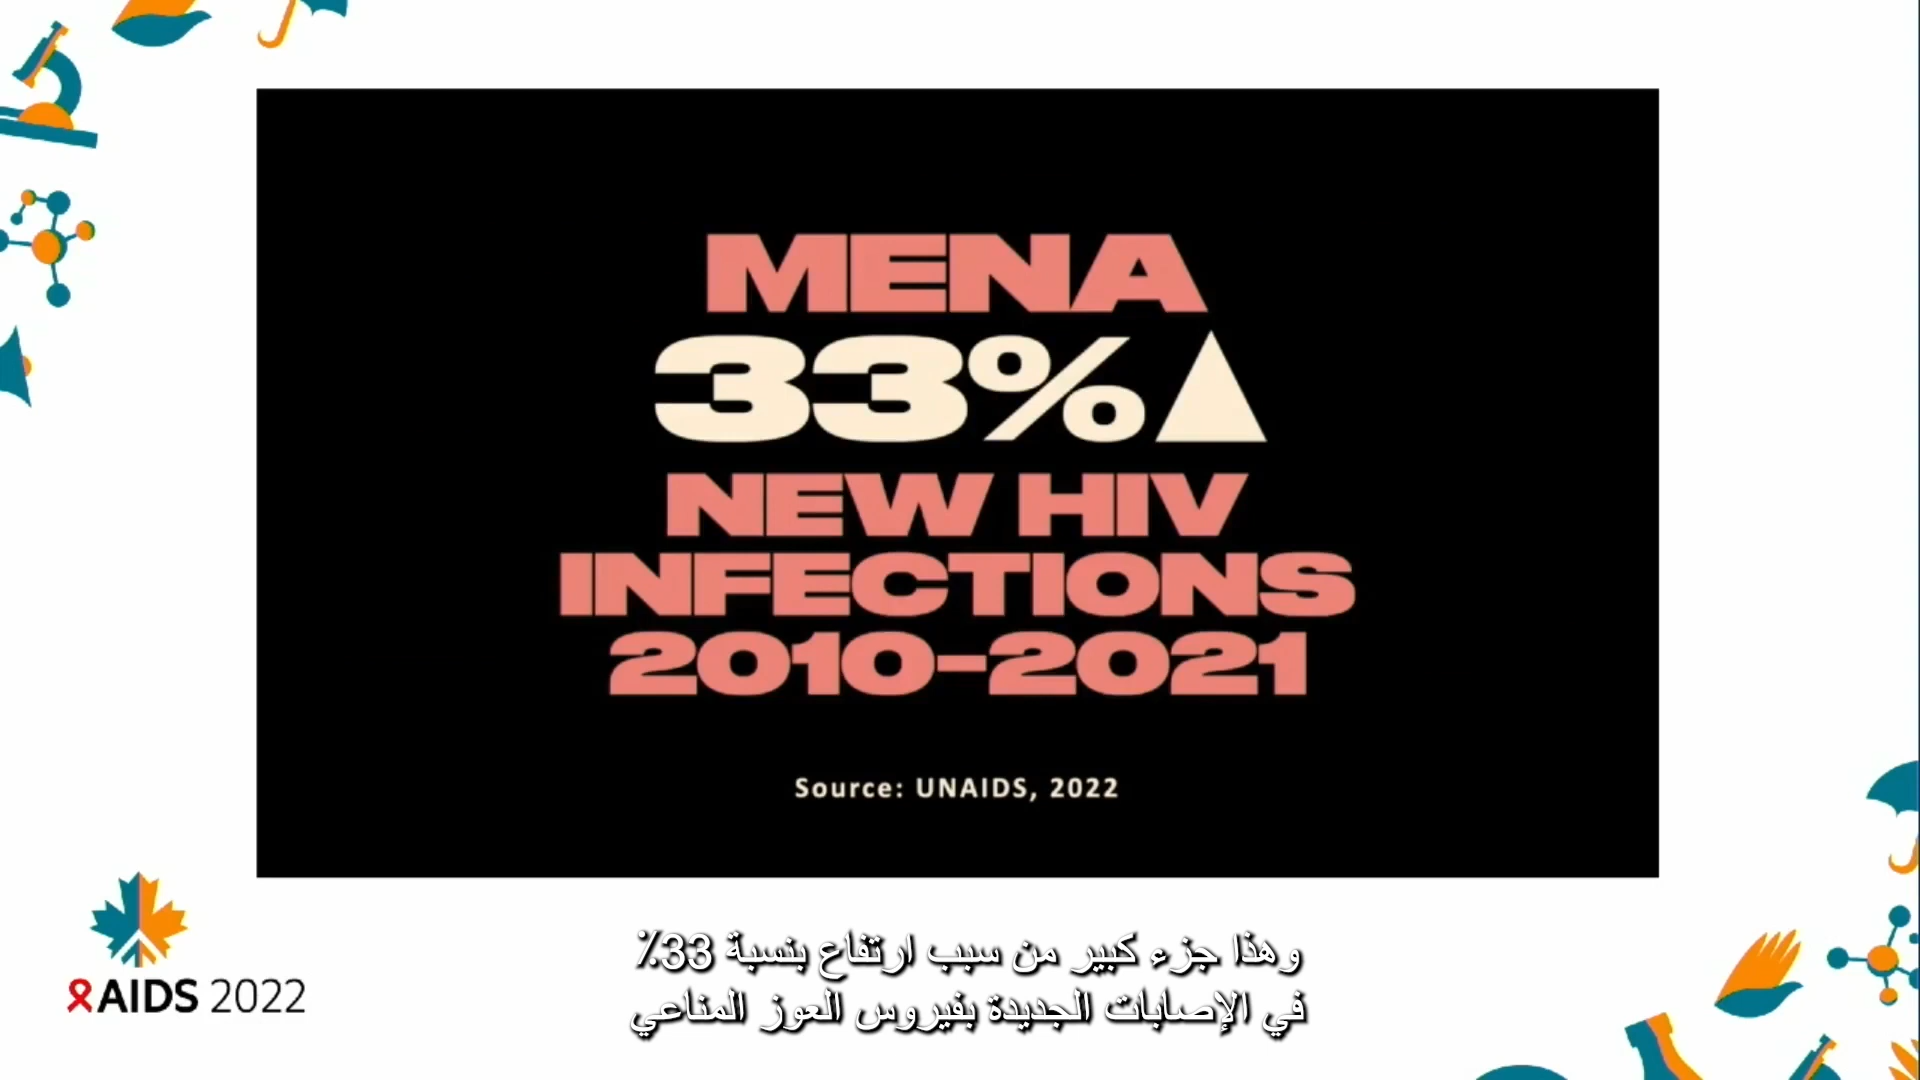 MENA
33%▲
NEW HIV
INFECTIONS
2010-2021
Source: UNAIDS, 2022
AIDS 2022
وهذا جزء كبير من سبب ارتفاع بنسبة 33٪
في الإصابات الجديدة بفيروس العوز المناعي